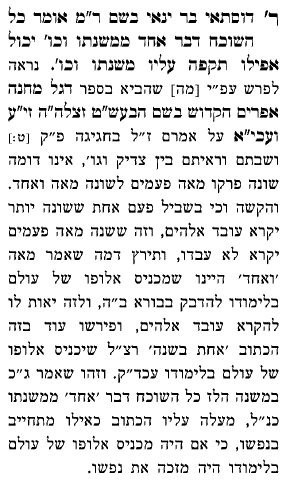 ר' דוסתאי בר ינאי בשם ר"מ אומר כל
השוכח דבר אחד ממשנתו וכו' יכול
אפילו תקפה עליו משנתו וכו'. נראה
לפרש עפ"י [מה] שהביא בספר דגל מחנה
אפרים הקדוש בשם הבעש"מ זצלה"ה זי"ע
ועכי"א על אמרם ז"ל בחגיגה פ"ק [ט:]
ושבתם וראיתם בין צדיק וגו', אינו דומה
שונה פרקו מאה פעמים לשונה מאה ואחד.
והקשה וכי בשביל פעם אחת ששונה יותר
יקרא עובד אלהים, וזה ששנה מאה פעמים
יקרא לא עבדו, ותירץ דמה שאמר מאה
'ואחד' היינו שמכניס אלופו של עולם
בלימודו להדבק בבורא ב"ה, ולזה יאות לו
להקרא עובד אלהים, ופירשו עוד בזה
הכתוב 'אחת בשנה' רצ"ל שיכניס אלופו
של עולם בלימודו עכד"ק. וזהו שאמר ג"כ
במשנה הלז כל השוכח דבר 'אחד' ממשנתו
כנ"ל, מעלה עליו הכתוב כאילו מתחייב
בנפשו, כי אם היה מכניס אלופו של עולם
בלימודו היה מזכה את נפשו.